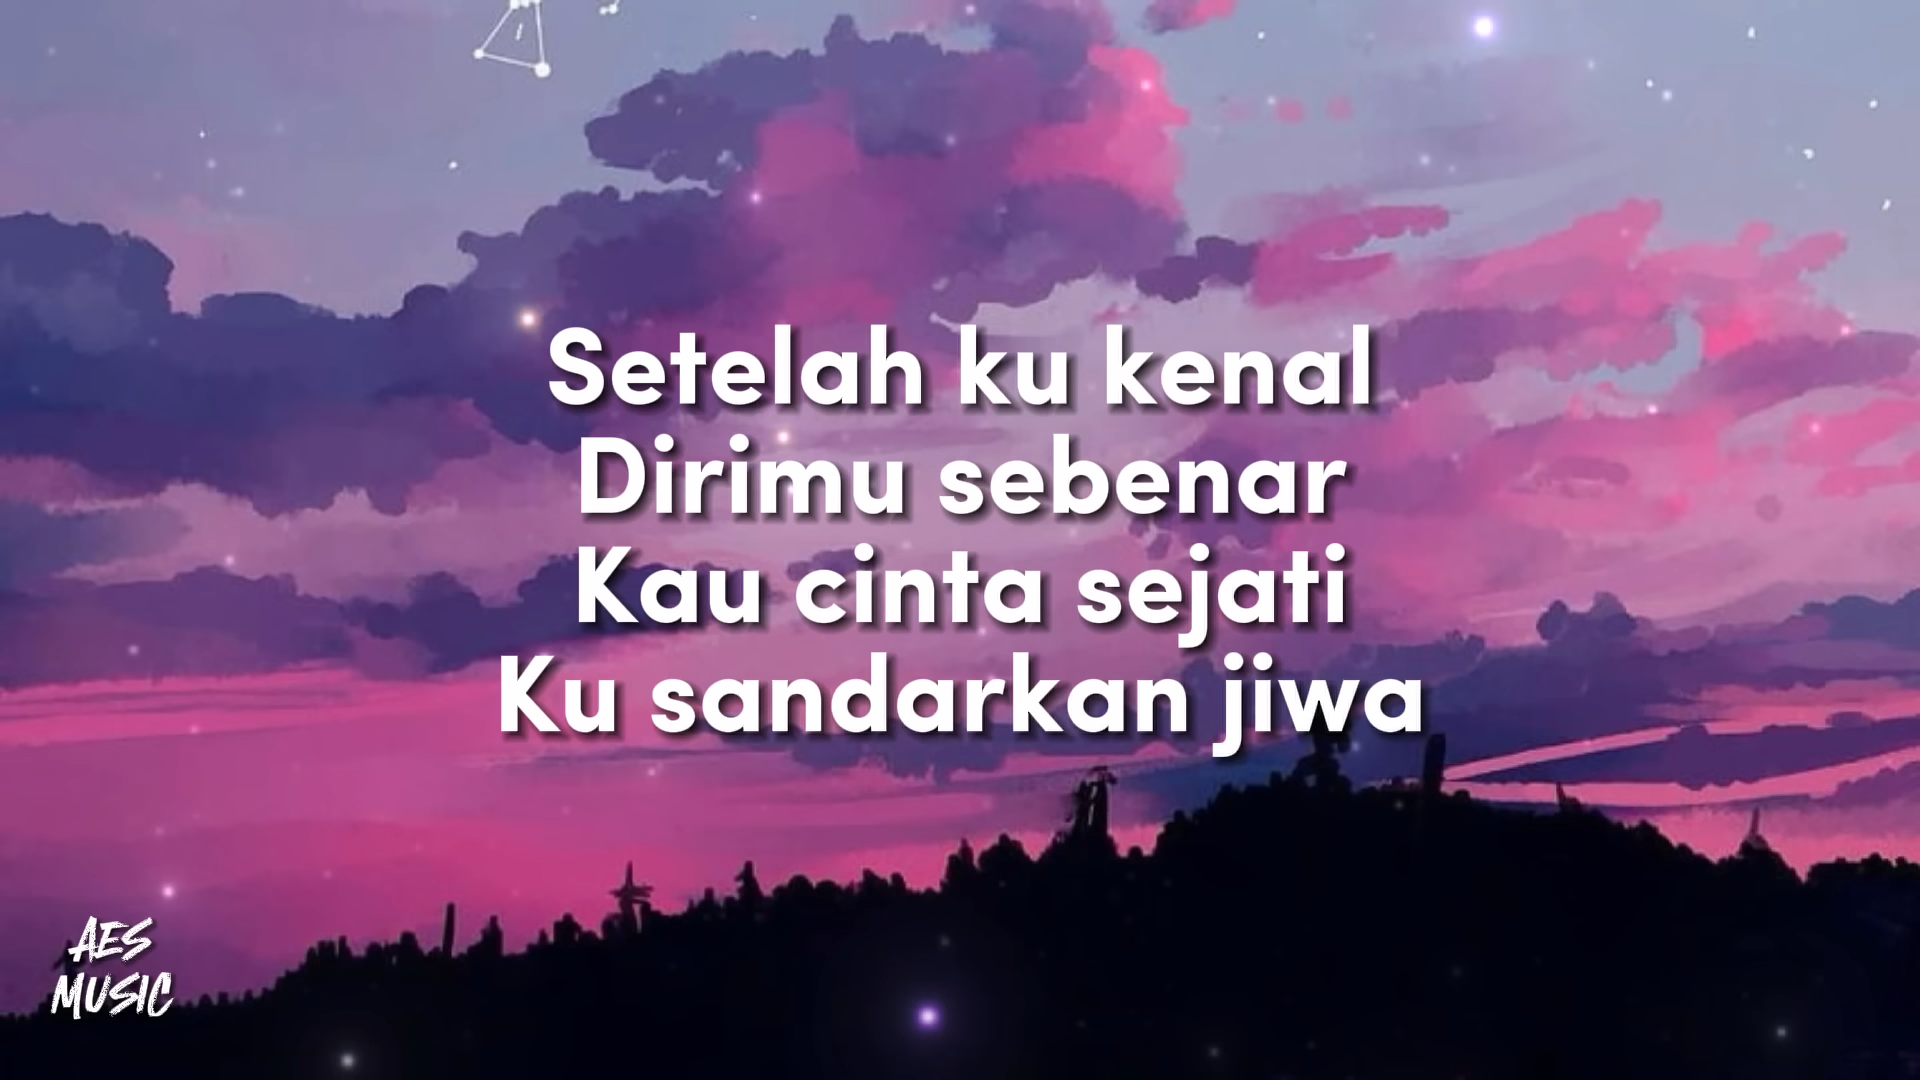 Setelah ku kenal
Dirimu sebenar
Kau cinta sejati
Ku sandarkan jiwa
AES
MUSIC